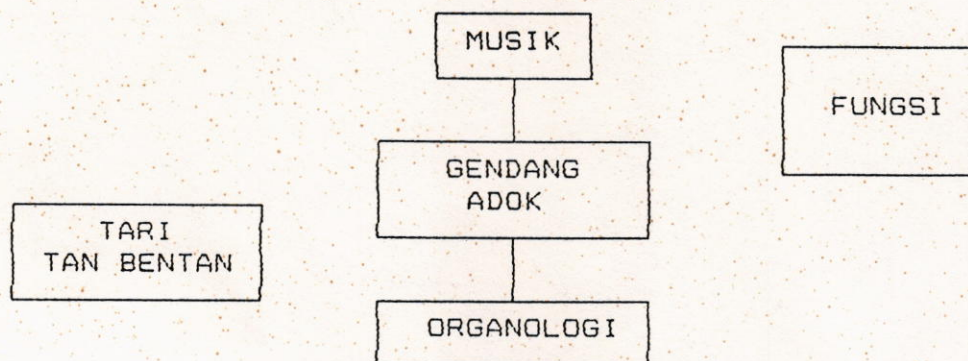 MUSIK
FUNGSI
GENDANG
ADOK
TARI
TAN BENTAN
ORGANOLOGI